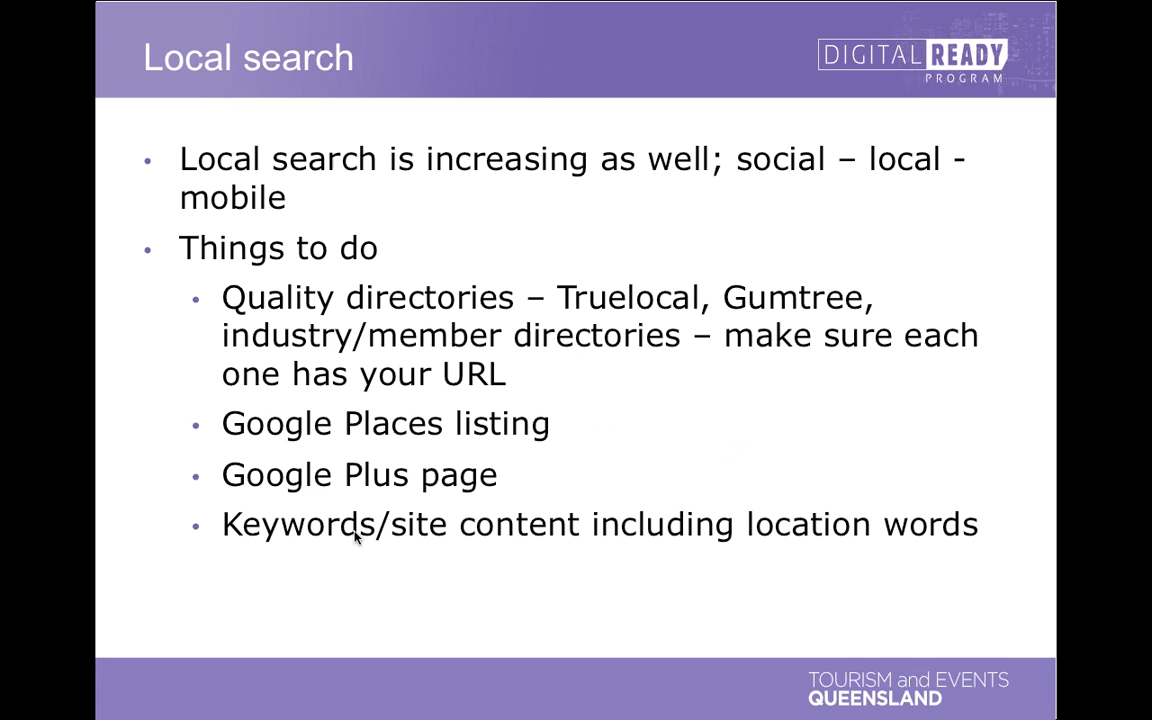 Local search
DIGITAL READY
PROGRAM
• Local search is increasing as well; social – local -
mobile
• Things to do
• Quality directories – Truelocal, Gumtree,
industry/member directories – make sure each
one has your URL
• Google Places listing
• Google Plus page
• Keywords/site content including location words
TOURISM and EVENTS
QUEENSLAND